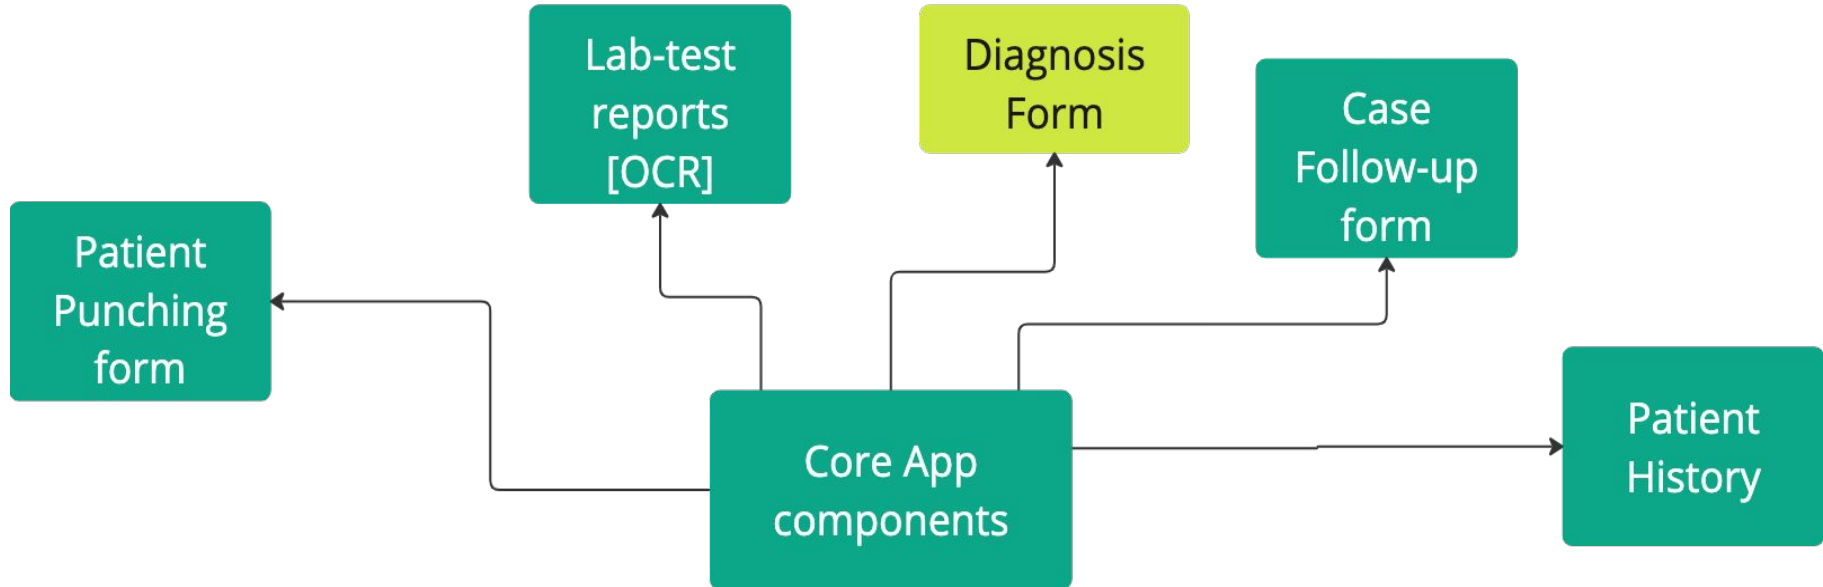 Lab-test
reports
[OCR]
Diagnosis
Form
Case
Follow-up
form
Patient
Punching
form
Core App
components
Patient
History